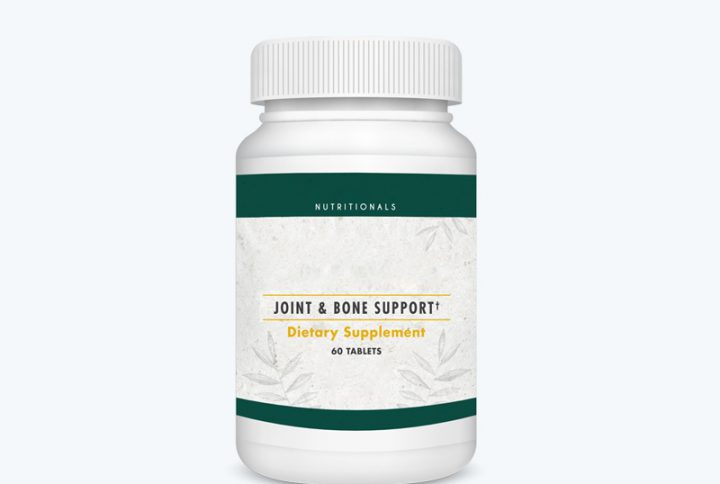 NUTRITIONALS
JOINT & BONE SUPPORT†
Dietary Supplement
60 TABLETS